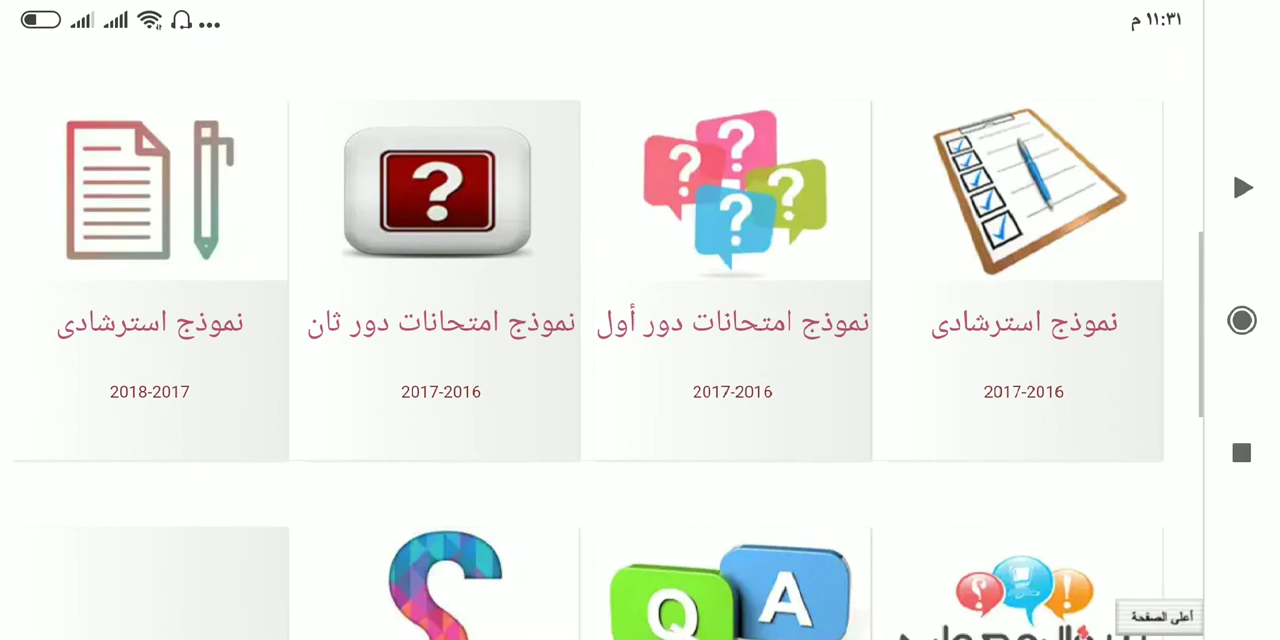 ١١:٣١ م
نموذج استرشادى
2017-2016
نموذج امتحانات دور أول
2017-2016
نموذج امتحانات دور ثان
2017-2016
نموذج استرشادى
2018-2017
Q A
أعلى الصفحة